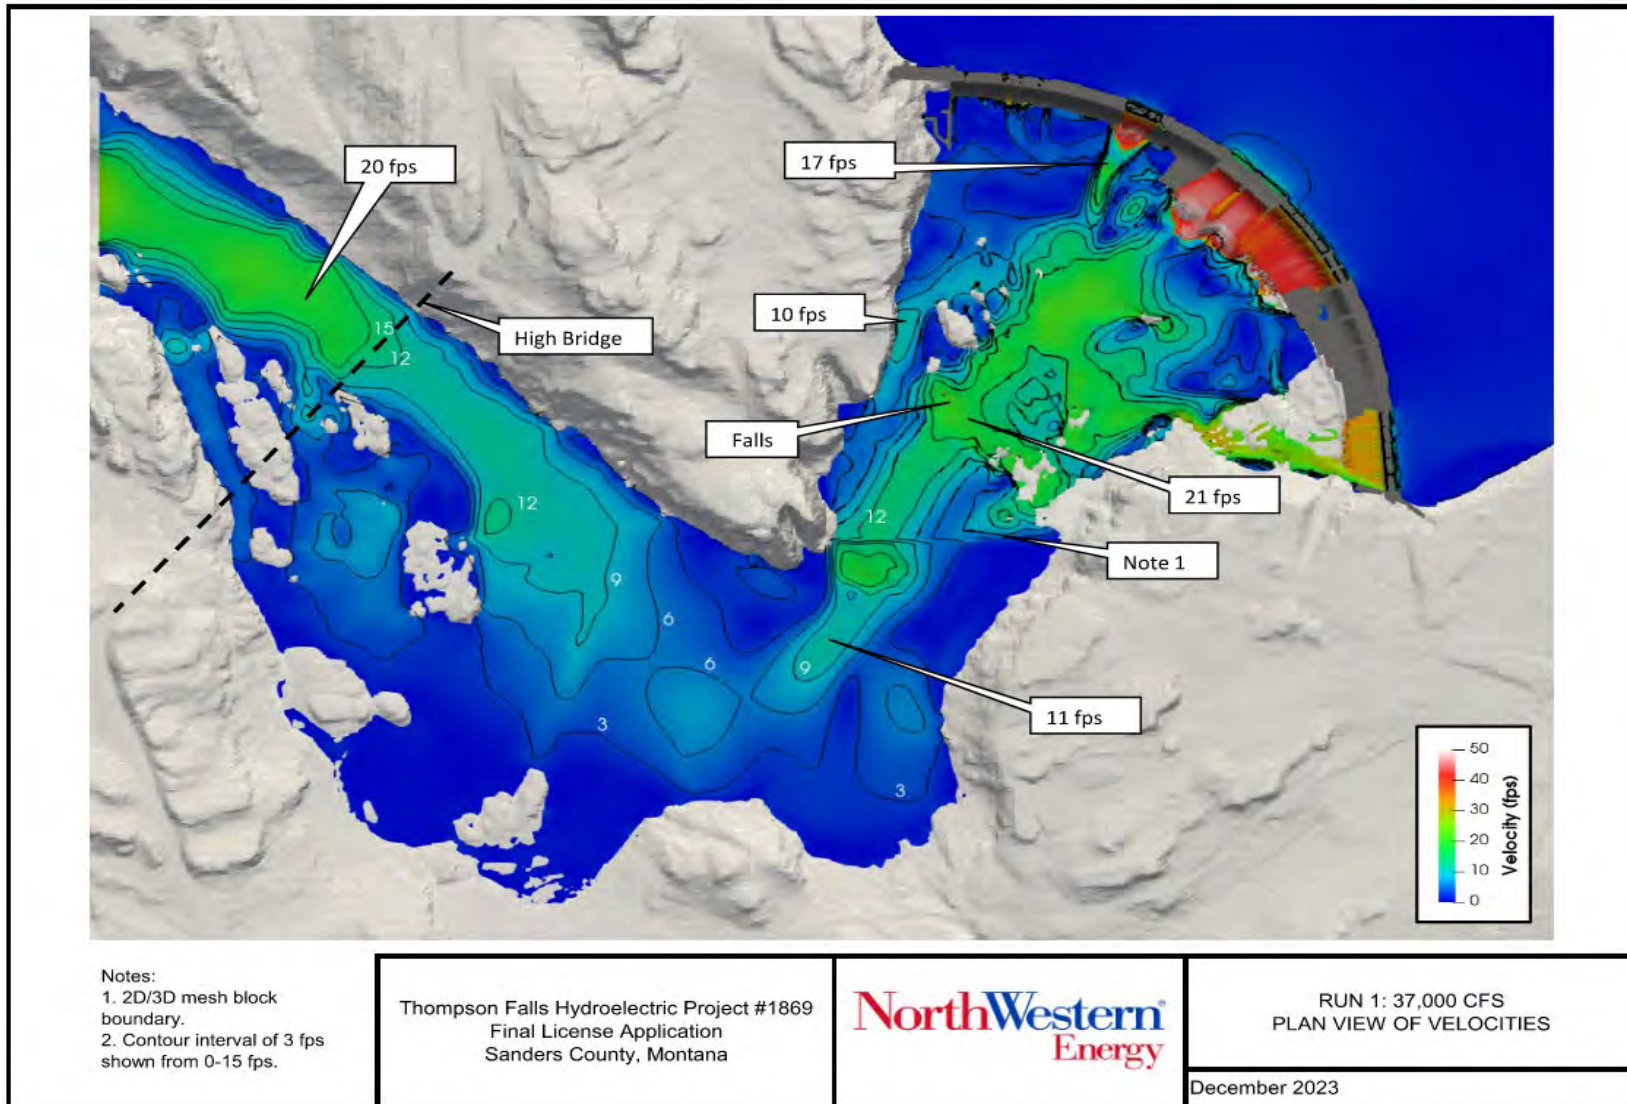 20 fps
17 fps
10 fps
15
High Bridge
12
Falls
21 fps
12
12
Note 1
9
6
6
9
11 fps
3
3
50
40
30
20
10
0
Velocity (fps)
Notes:
1. 2D/3D mesh block
boundary.
2. Contour interval of 3 fps
shown from 0-15 fps.
Thompson Falls Hydroelectric Project #1869
Final License Application
Sanders County, Montana
NorthWestern®
Energy
RUN 1: 37,000 CFS
PLAN VIEW OF VELOCITIES
December 2023